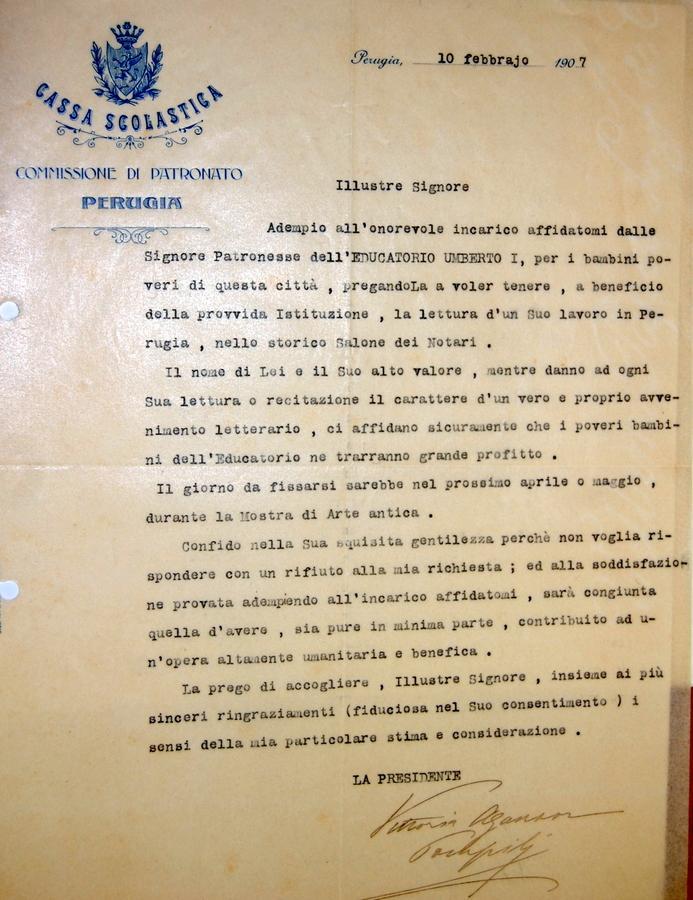 CASSA SCOLASTICA
COMMISSIONE DI PATRONATO
PERUGIA
Perugia, 10 febbrajo 1907
Illustre Signore
Adempio all'onorevole incarico affidatomi dalle
Signore Patronesse dell'EDUCATORIO UMBERTO I, per i bambini po-
veri di questa città , pregandoLa a voler tenere , a beneficio
della provvida Istituzione , la lettura d'un Suo lavoro in Pe-
rugia , nello storico Salone dei Notari .
Il nome di Lei e il Suo alto valore , mentre danno ad ogni
Sua lettura o recitazione il carattere d'un vero e proprio avve-
nimento letterario , ci affidano sicuramente che i poveri bambi-
ni dell'Educatorio ne trarranno grande profitto .
Il giorno da fissarsi sarebbe nel prossimo aprile o maggio ,
durante la Mostra di Arte antica .
Confido nella Sua squisita gentilezza perchè non voglia ri-
spondere con un rifiuto alla mia richiesta ; ed alla soddisfazio-
ne provata adempiendo all'incarico affidatomi , sarà congiunta
quella d'avere , sia pure in minima parte , contribuito ad u-
n'opera altamente umanitaria e benefica .
La prego di accogliere , Illustre Signore , insieme ai più
sinceri ringraziamenti (fiduciosa nel Suo consentimento ) i
sensi della mia particolare stima e considerazione .
LA PRESIDENTE
Vittoria Aganoor
Pompilj